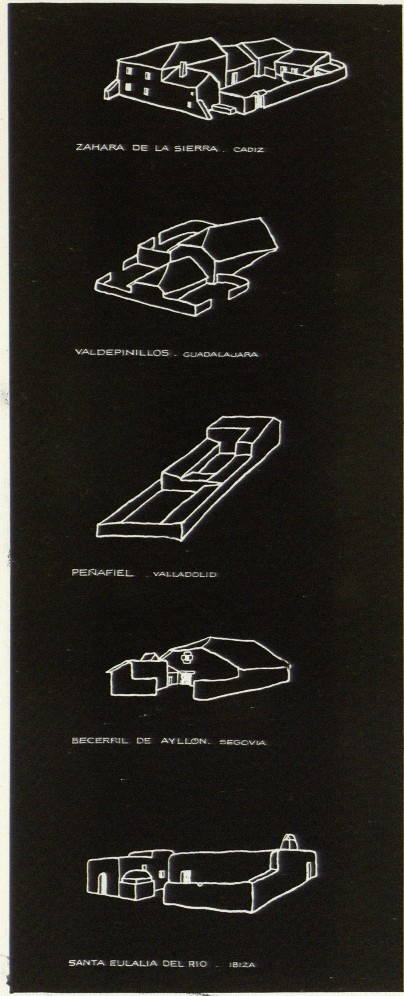 ZAHARA DE LA SIERRA. CADIZ
VALDEPINILLOS. GUADALAJARA
PEÑAFIEL. VALLADOLID
BECERRIL DE AYLLON. SEGOVIA
SANTA EULALIA DEL RIO. IBIZA